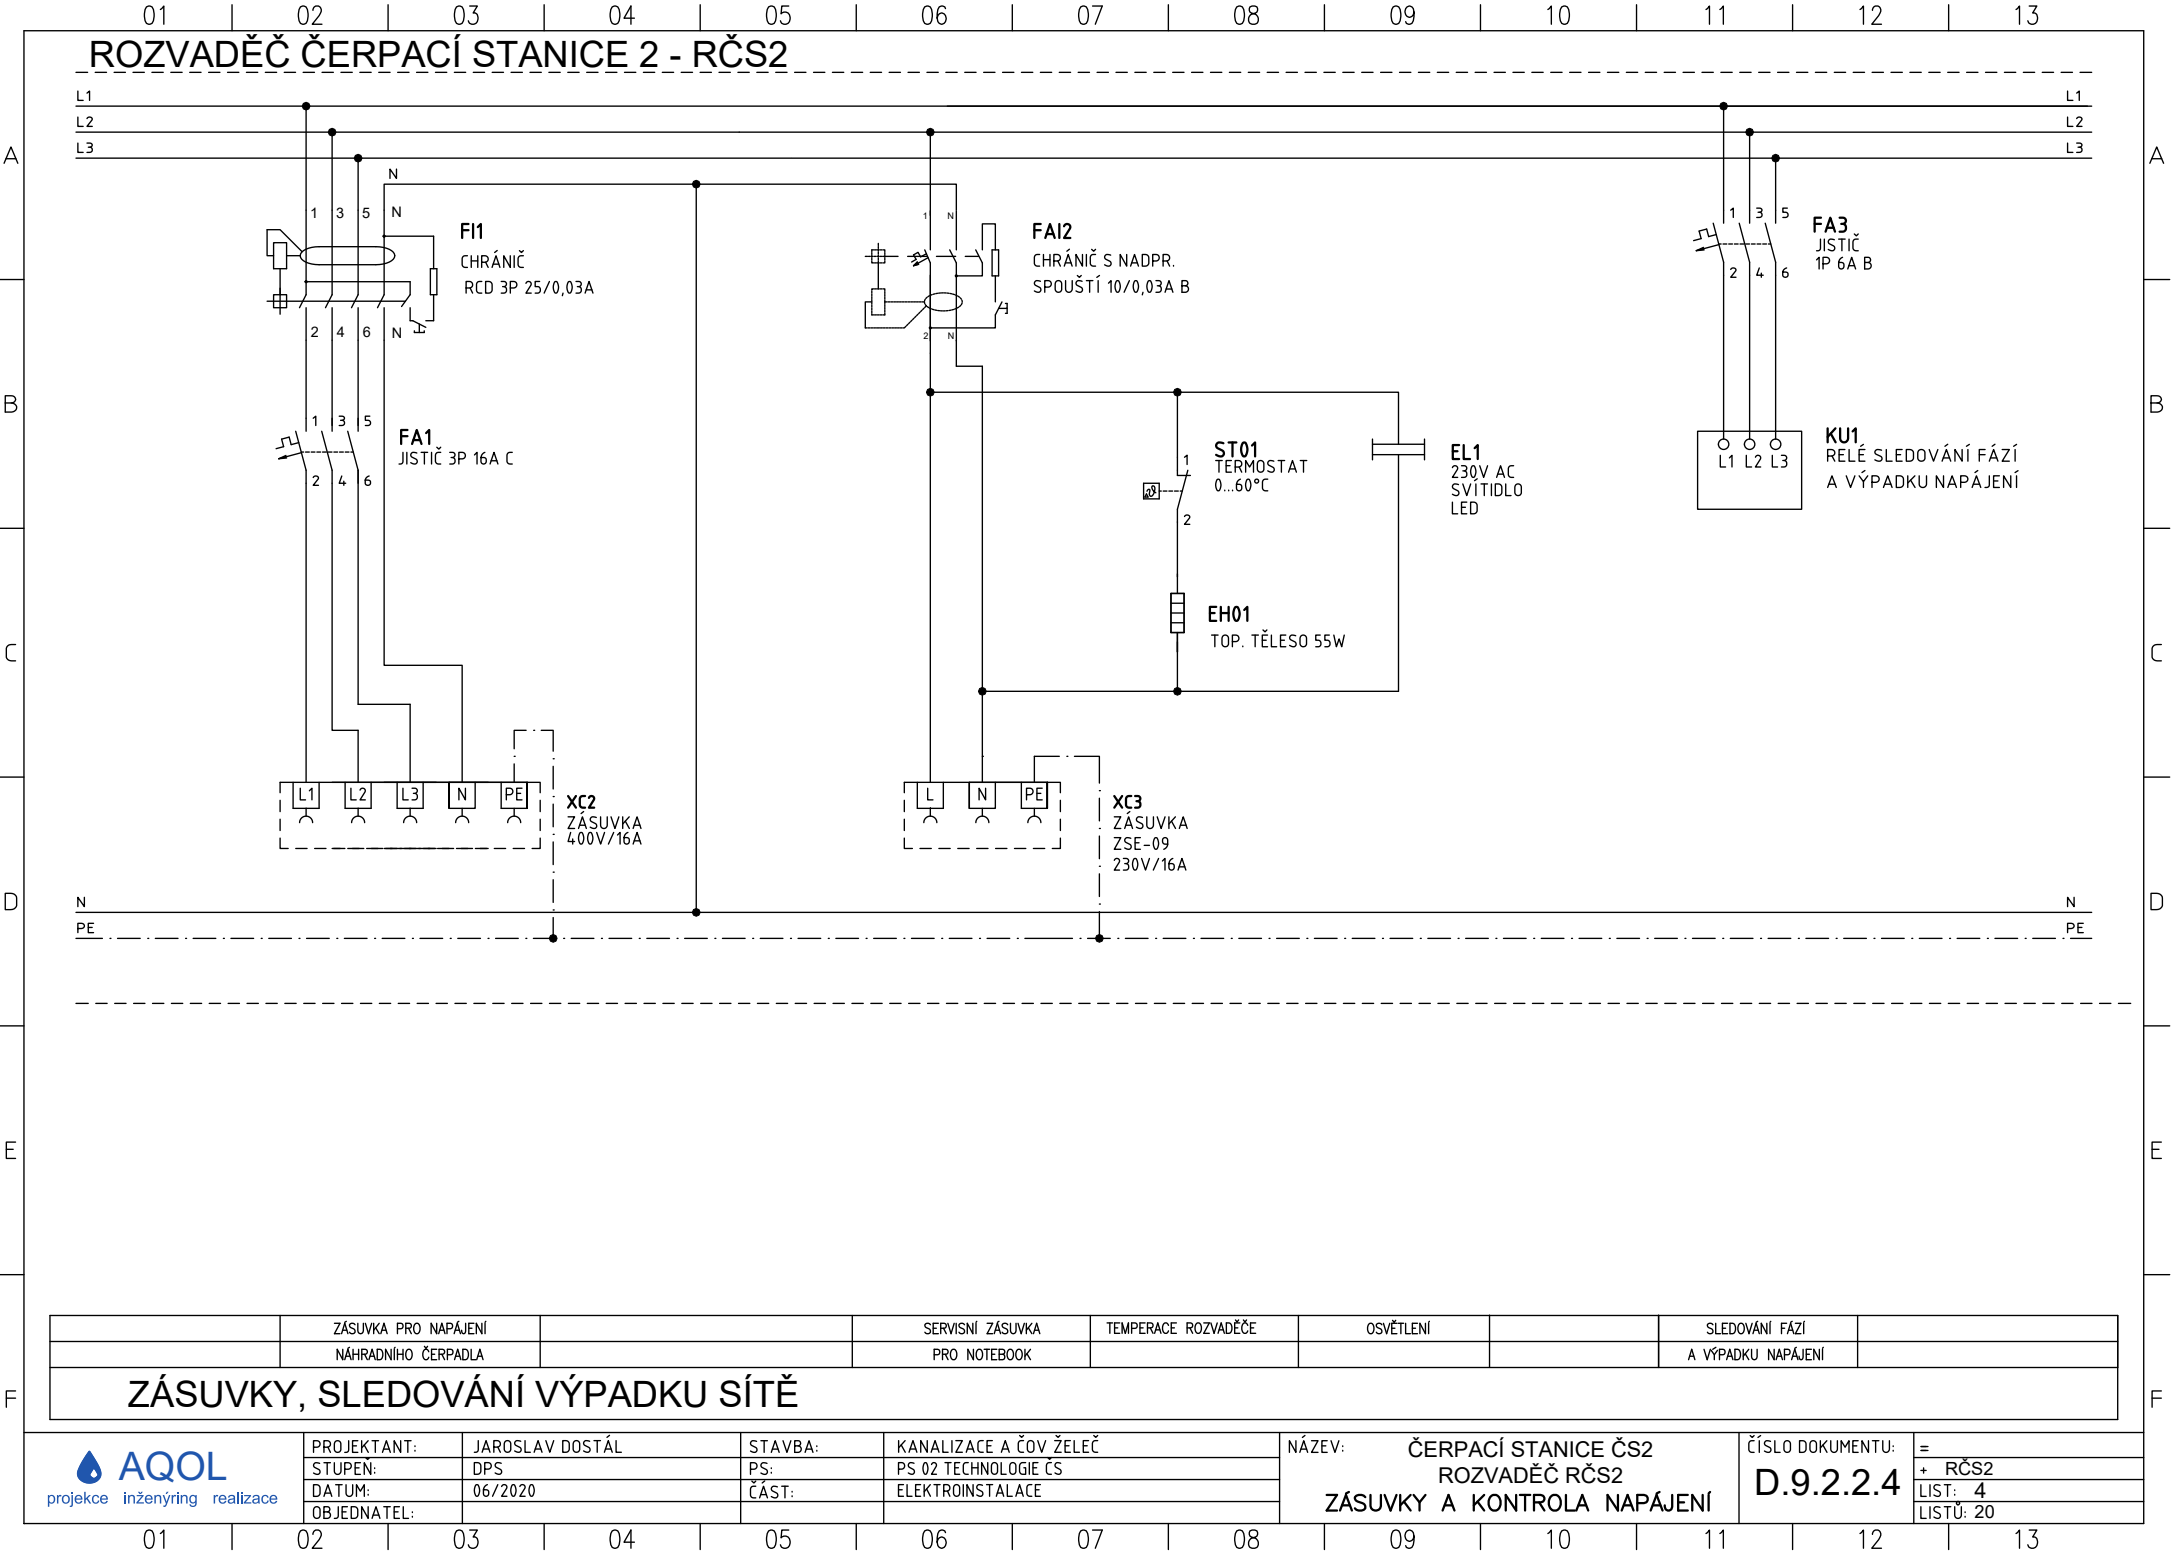 01 02 03 04 05 06 07 08 09 10 11 12 13
ROZVADĚČ ČERPACÍ STANICE 2 - RČS2
L1 L1
L2 L2
A L3 L3 A
N
1 3 5 N
FI1
CHRÁNIČ
RCD 3P 25/0,03A
2 4 6 N
1 N
FAI2
CHRÁNIČ S NADPR.
SPOUŠTÍ 10/0,03A B
2 N
1 3 5
FA3
JISTIČ
1P 6A B
2 4 6
B B
1 3 5
FA1
JISTIČ 3P 16A C
2 4 6
1
ST01
TERMOSTAT
0...60°C
2
EL1
230V AC
SVÍTIDLO
LED
L1 L2 L3
KU1
RELÉ SLEDOVÁNÍ FÁZÍ
A VÝPADKU NAPÁJENÍ
EH01
TOP. TĚLESO 55W
C C
L1 L2 L3 N PE
XC2
ZÁSUVKA
400V/16A
L N PE
XC3
ZÁSUVKA
ZSE-09
230V/16A
D N N D
PE PE
E E
ZÁSUVKA PRO NAPÁJENÍ
NÁHRADNÍHO ČERPADLA
SERVISNÍ ZÁSUVKA
PRO NOTEBOOK
TEMPERACE ROZVADĚČE
OSVĚTLENÍ
SLEDOVÁNÍ FÁZÍ
A VÝPADKU NAPÁJENÍ
F ZÁSUVKY, SLEDOVÁNÍ VÝPADKU SÍTĚ F
AQOL
projekce inženýring realizace
PROJEKTANT: JAROSLAV DOSTÁL
STUPEŇ: DPS
DATUM: 06/2020
OBJEDNATEL:
STAVBA: KANALIZACE A ČOV ŽELEČ
PS: PS 02 TECHNOLOGIE ČS
ČÁST: ELEKTROINSTALACE
NÁZEV: ČERPACÍ STANICE ČS2
ROZVADĚČ RČS2
ZÁSUVKY A KONTROLA NAPÁJENÍ
ČÍSLO DOKUMENTU:
D.9.2.2.4
=
+ RČS2
LIST: 4
LISTŮ: 20
01 02 03 04 05 06 07 08 09 10 11 12 13